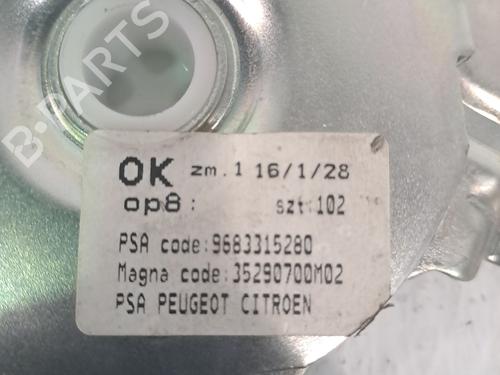 B-PARTS
OK zm.1 16/1/28
op8: szt:102
PSA code:9683315280
Magna code:35290700M02
PSA PEUGEOT CITROEN